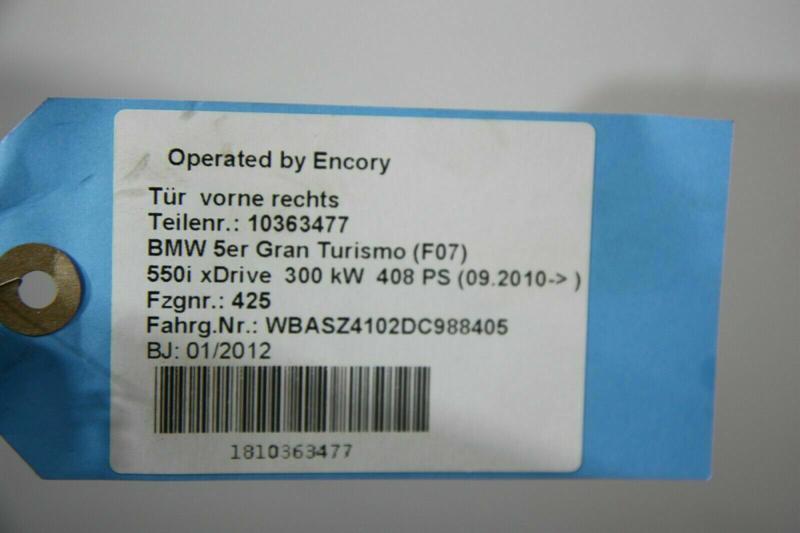 Operated by Encory
Tür vorne rechts
Teilenr.: 10363477
BMW 5er Gran Turismo (F07)
550i xDrive 300 kW 408 PS (09.2010-> )
Fzgnr.: 425
Fahrg.Nr.: WBASZ4102DC988405
BJ: 01/2012
1810363477